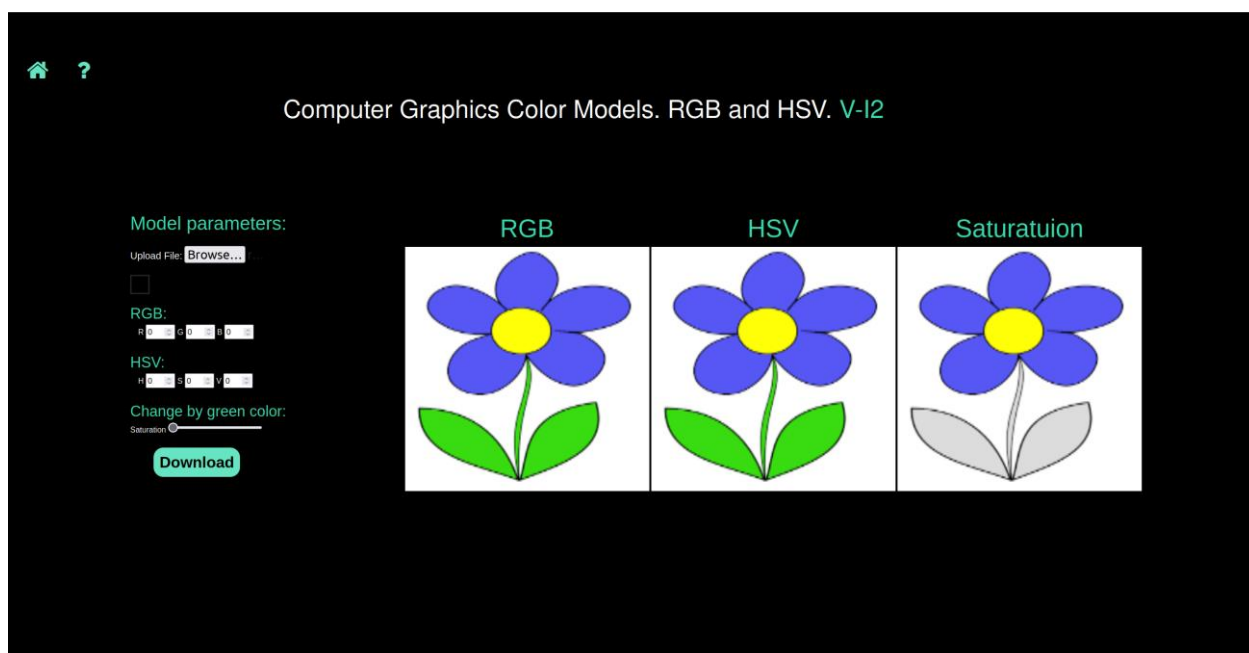 ?
Computer Graphics Color Models. RGB and HSV. V-I2
Model parameters:
Upload File: Browse...
RGB:
R 0 G 0 B 0
HSV:
H 0 S 0 V 0
Change by green color:
Saturation
Download
RGB HSV Saturatuion